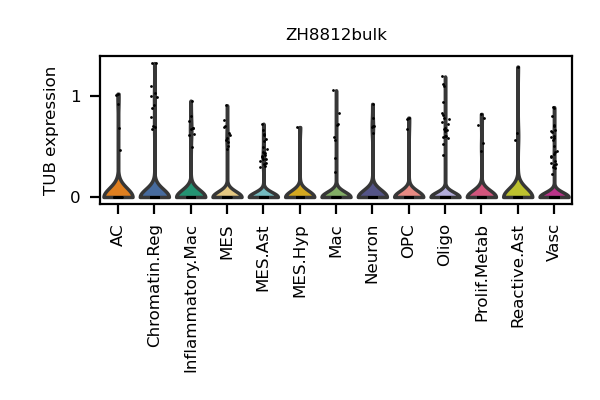 ZH8812bulk
TUB expression
1
0
AC
Chromatin.Reg
Inflammatory.Mac
MES
MES.Ast
MES.Hyp
Mac
Neuron
OPC
Oligo
Prolif.Metab
Reactive.Ast
Vasc